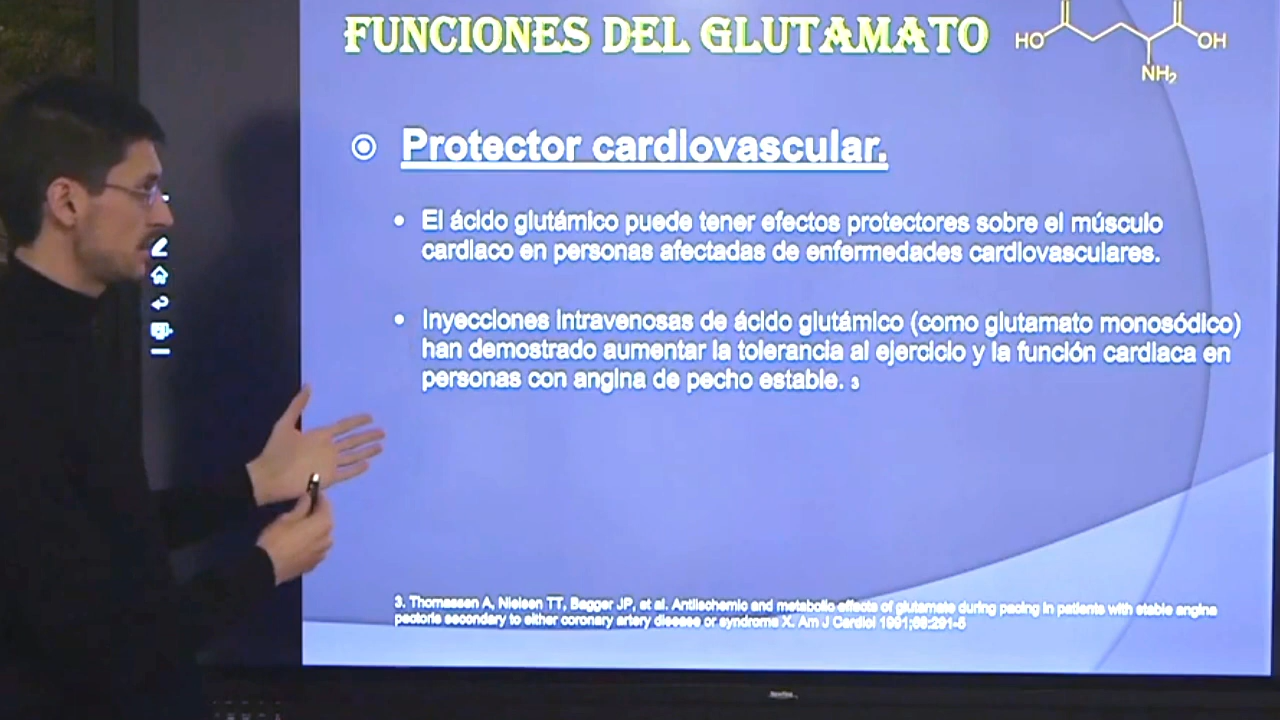 FUNCIONES DEL GLUTAMATO
HO
OH
NH₂
Protector cardiovascular.
El ácido glutámico puede tener efectos protectores sobre el músculo
cardiaco en personas afectadas de enfermedades cardiovasculares.
Inyecciones intravenosas de ácido glutámico (como glutamato monosódico)
han demostrado aumentar la tolerancia al ejercicio y la función cardiaca en
personas con angina de pecho estable. 3
3. Thomassen A, Nielsen TT, Bagger JP, et al. Antiischemic and metabolic effects of glutamate during pacing in patients with stable angina
pectoris secondary to either coronary artery disease or syndrome X. Am J Cardiol 1991;68:291-5